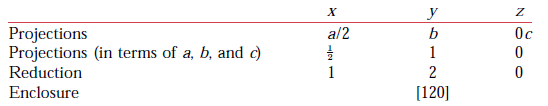 x y z
Projections a/2 b 0c
Projections (in terms of a, b, and c) 1/2 1 0
Reduction 1 2 0
Enclosure [120]